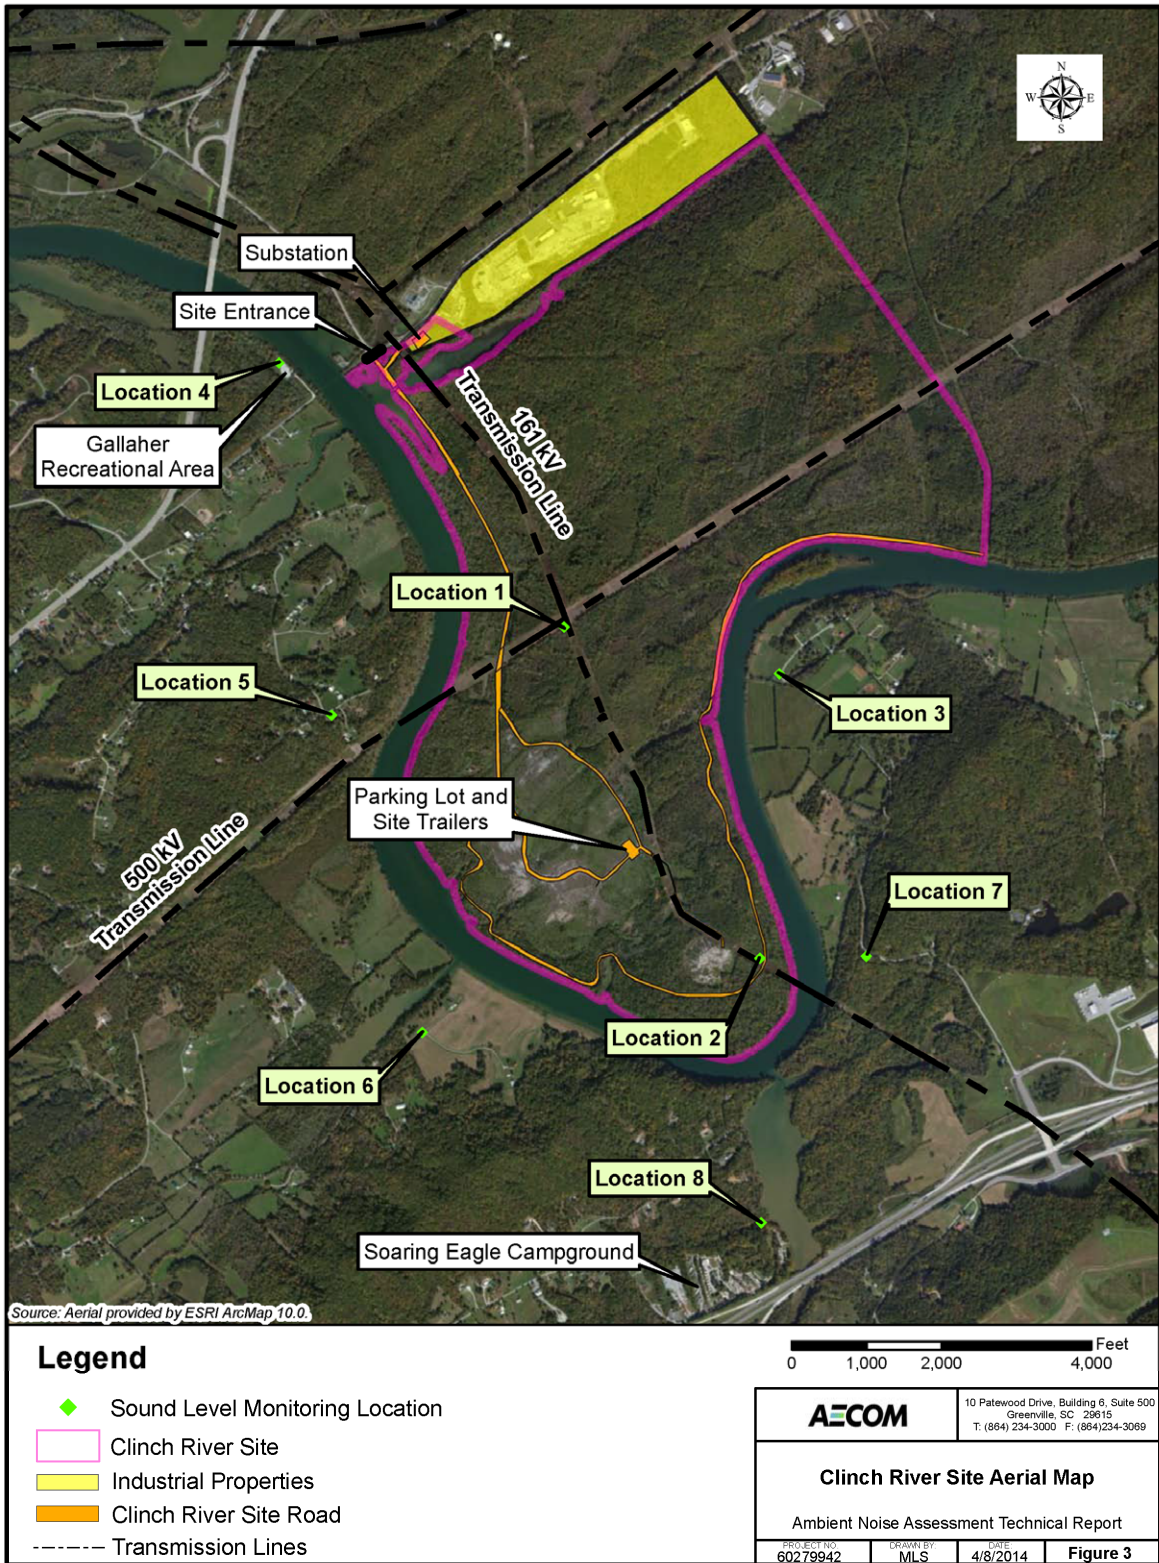 N
W E
S
Substation
Site Entrance
Location 4
Gallaher
Recreational Area
161 kV
Transmission Line
Location 1
Location 5
Location 3
Parking Lot and
Site Trailers
500 kV
Transmission Line
Location 7
Location 2
Location 6
Location 8
Soaring Eagle Campground
Source: Aerial provided by ESRI ArcMap 10.0.
Legend
Sound Level Monitoring Location
Clinch River Site
Industrial Properties
Clinch River Site Road
Transmission Lines
Feet
0 1,000 2,000 4,000
AECOM
10 Patewood Drive, Building 6, Suite 500
Greenville, SC 29615
T: (864) 234-3000 F: (864)234-3069
Clinch River Site Aerial Map
Ambient Noise Assessment Technical Report
PROJECT NO.
60279942
DRAWN BY:
MLS
DATE:
4/8/2014
Figure 3